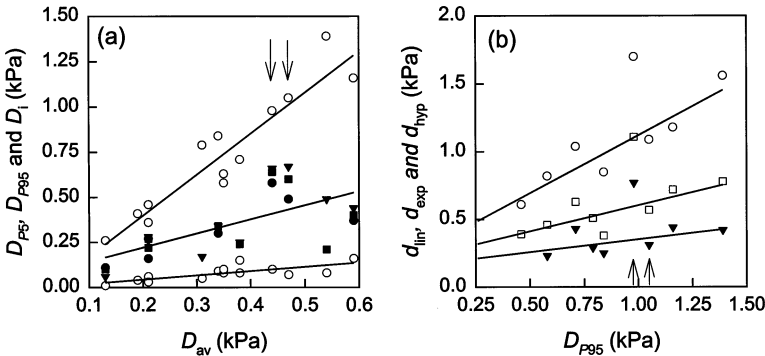 (a)
1.50
1.25
1.00
0.75
0.50
0.25
0.00
D_P5, D_P95 and D_i (kPa)
0.1 0.2 0.3 0.4 0.5 0.6
D_av (kPa)
(b)
2.0
1.5
1.0
0.5
0.0
d_lin, d_exp and d_hyp (kPa)
0.25 0.50 0.75 1.00 1.25 1.50
D_P95 (kPa)